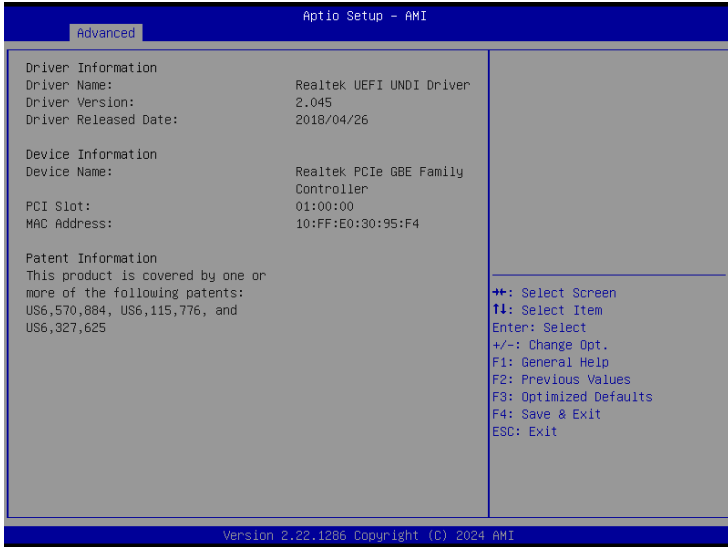 Aptio Setup – AMI
Advanced
Driver Information
Driver Name: Realtek UEFI UNDI Driver
Driver Version: 2.045
Driver Released Date: 2018/04/26
Device Information
Device Name: Realtek PCIe GBE Family
Controller
PCI Slot: 01:00:00
MAC Address: 10:FF:E0:30:95:F4
Patent Information
This product is covered by one or
more of the following patents:
US6,570,884, US6,115,776, and
US6,327,625
→←: Select Screen
↑↓: Select Item
Enter: Select
+/-: Change Opt.
F1: General Help
F2: Previous Values
F3: Optimized Defaults
F4: Save & Exit
ESC: Exit
Version 2.22.1286 Copyright (C) 2024 AMI